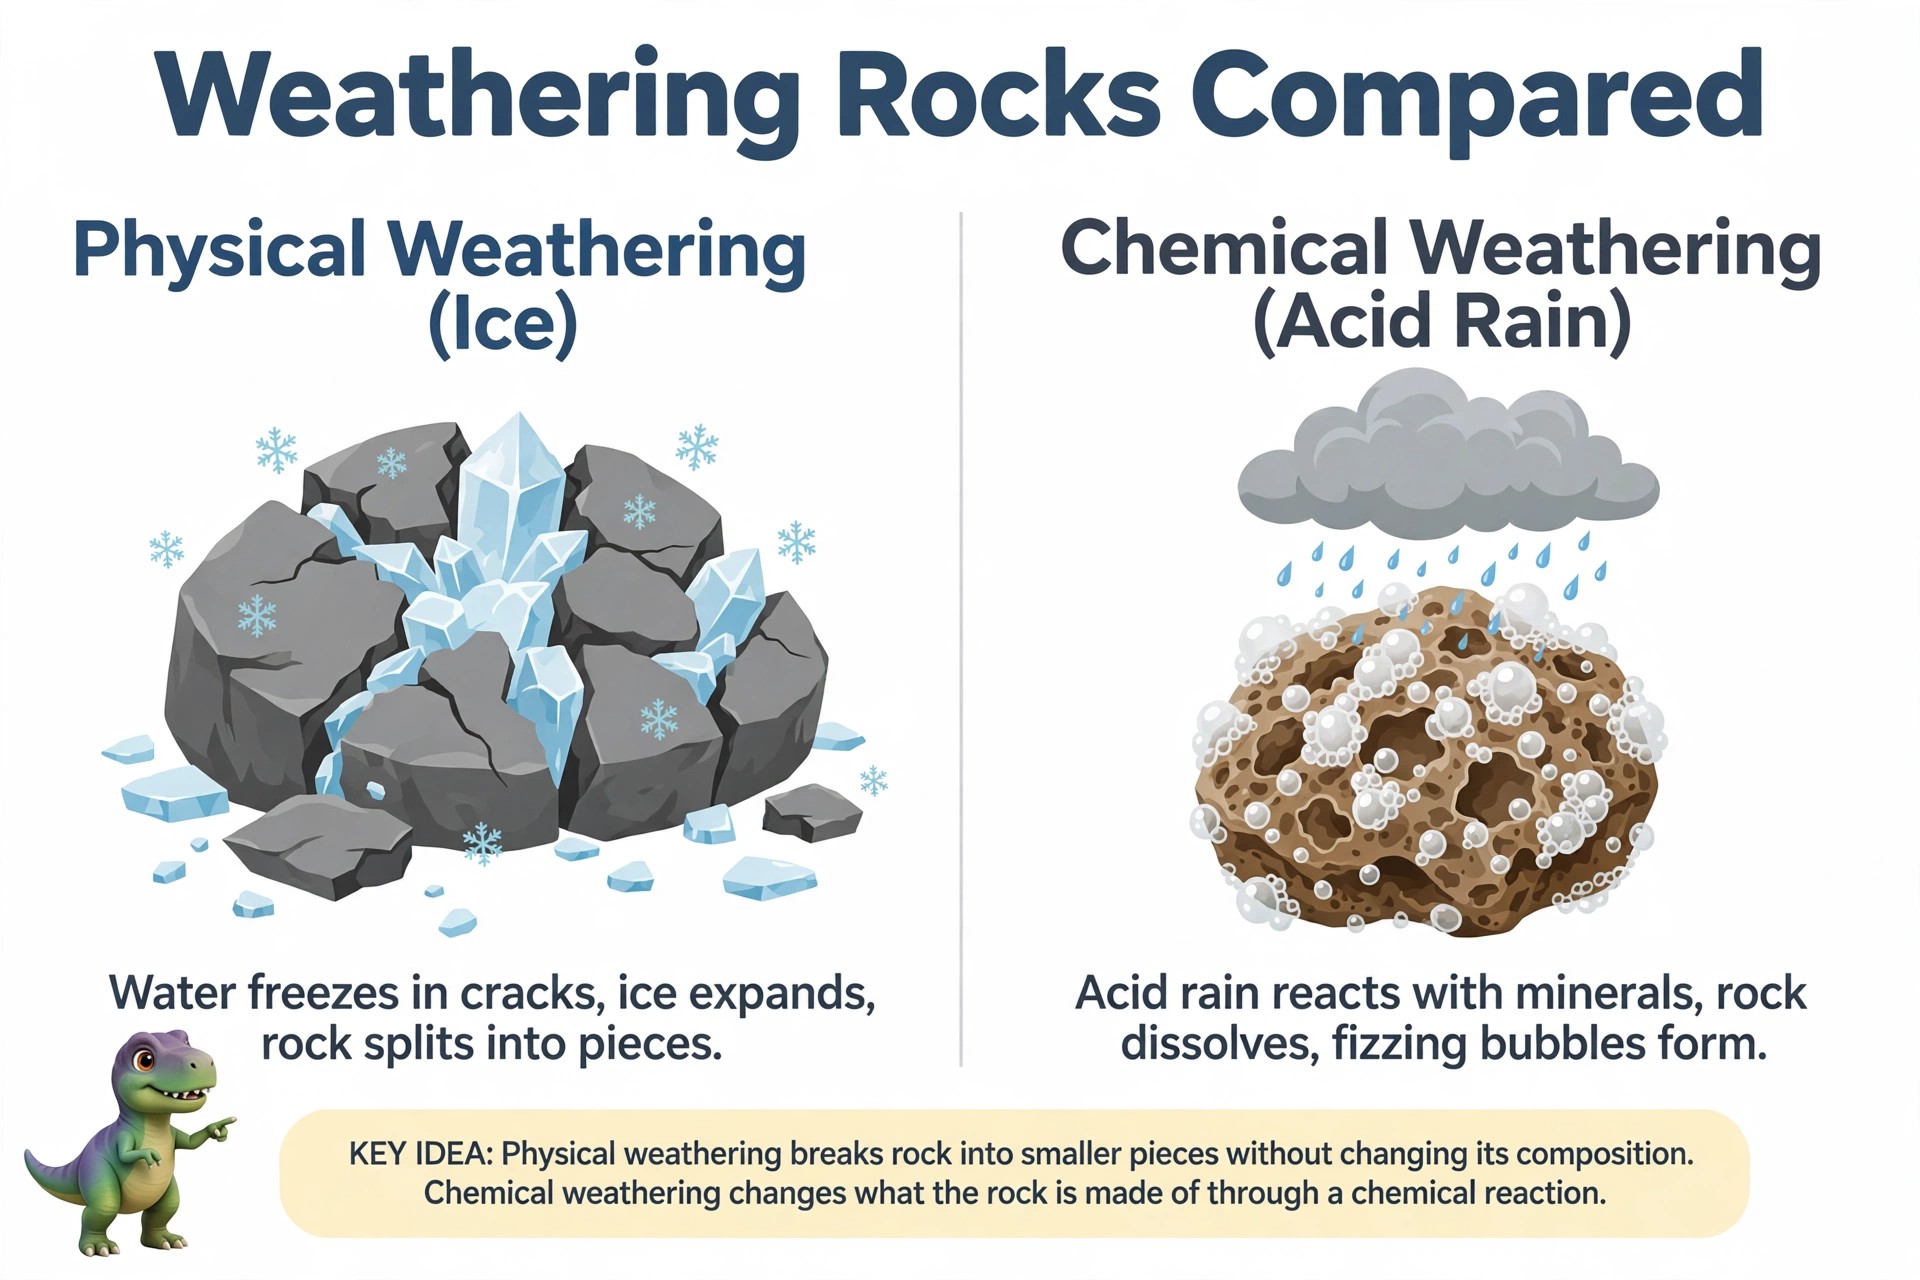 Weathering Rocks Compared
Physical Weathering
(Ice)
Water freezes in cracks, ice expands,
rock splits into pieces.
Chemical Weathering
(Acid Rain)
Acid rain reacts with minerals, rock
dissolves, fizzing bubbles form.
KEY IDEA: Physical weathering breaks rock into smaller pieces without changing its composition.
Chemical weathering changes what the rock is made of through a chemical reaction.